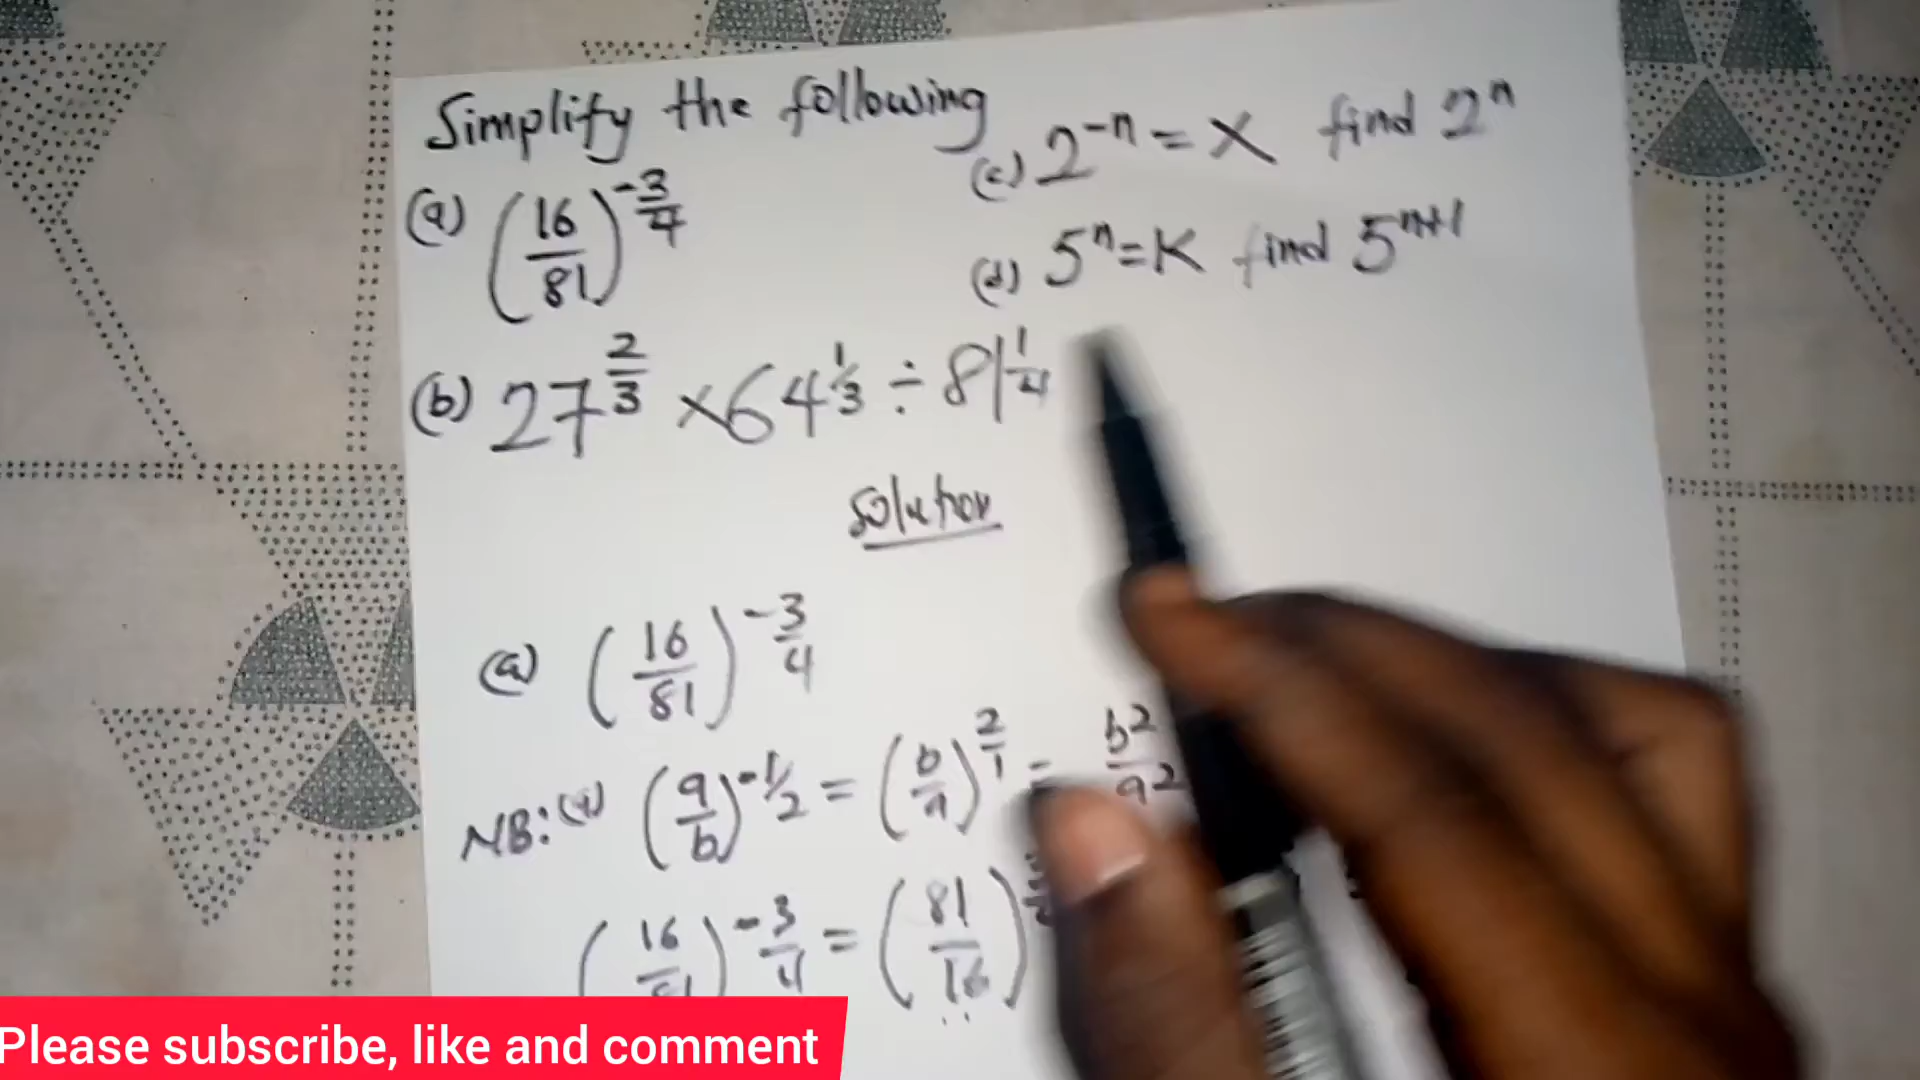 Simplify the following
(a) (16/81)^-3/4
(b) 27^2/3 × 64^1/3 ÷ 81^1/4
(c) 2^-n = X find 2^n
(d) 5^n = K find 5^n+1
Solution
(a) (16/81)^-3/4
NB: (a/b)^-1/2 = (b/a)^2/1 = b^2/a^2
(16/81)^-3/4 = (81/16)
Please subscribe, like and comment